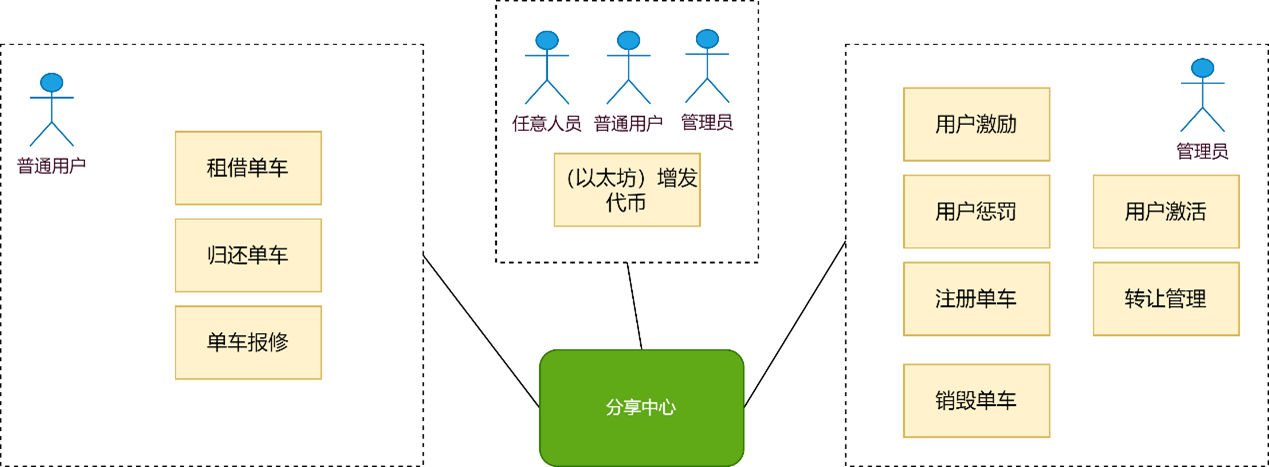 普通用户
租借单车
归还单车
单车报修
任意人员
普通用户
管理员
（以太坊）增发
代币
用户激励
用户惩罚
注册单车
销毁单车
管理员
用户激活
转让管理
分享中心